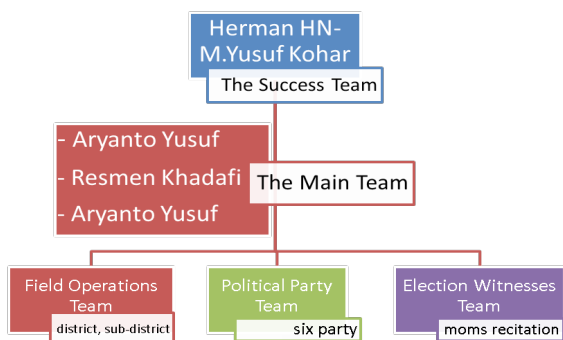 Herman HN-
M.Yusuf Kohar
The Success Team
- Aryanto Yusuf
- Resmen Khadafi
- Aryanto Yusuf
The Main Team
Field Operations
Team
district, sub-district
Political Party
Team
six party
Election Witnesses
Team
moms recitation